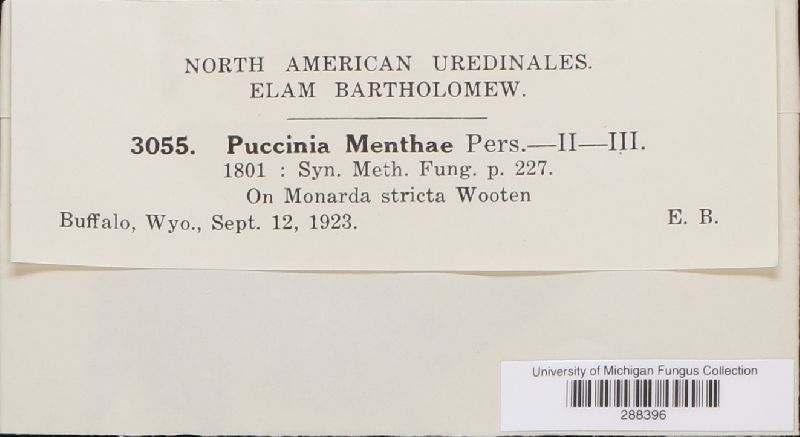 NORTH AMERICAN UREDINALES.
ELAM BARTHOLOMEW.
3055. Puccinia Menthae Pers.—II—III.
1801 : Syn. Meth. Fung. p. 227.
On Monarda stricta Wooten
Buffalo, Wyo., Sept. 12, 1923. E. B.
University of Michigan Fungus Collection
288396